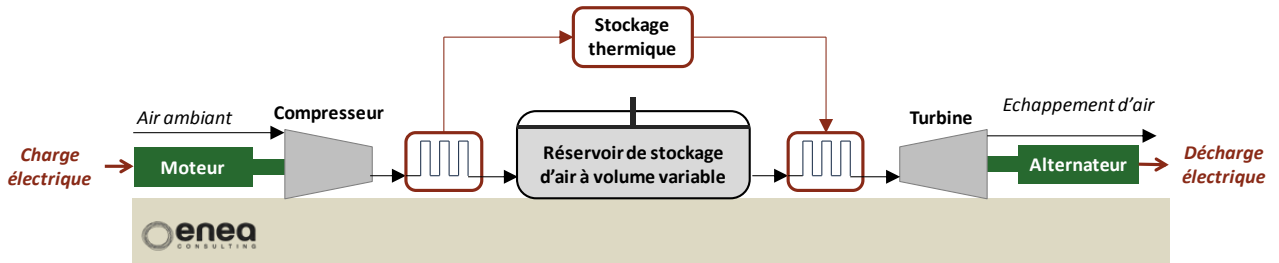 Stockage
thermique
Air ambiant
Compresseur
Turbine
Echappement d’air
Charge
électrique
Moteur
Réservoir de stockage
d’air à volume variable
Alternateur
Décharge
électrique
enea
CONSULTING